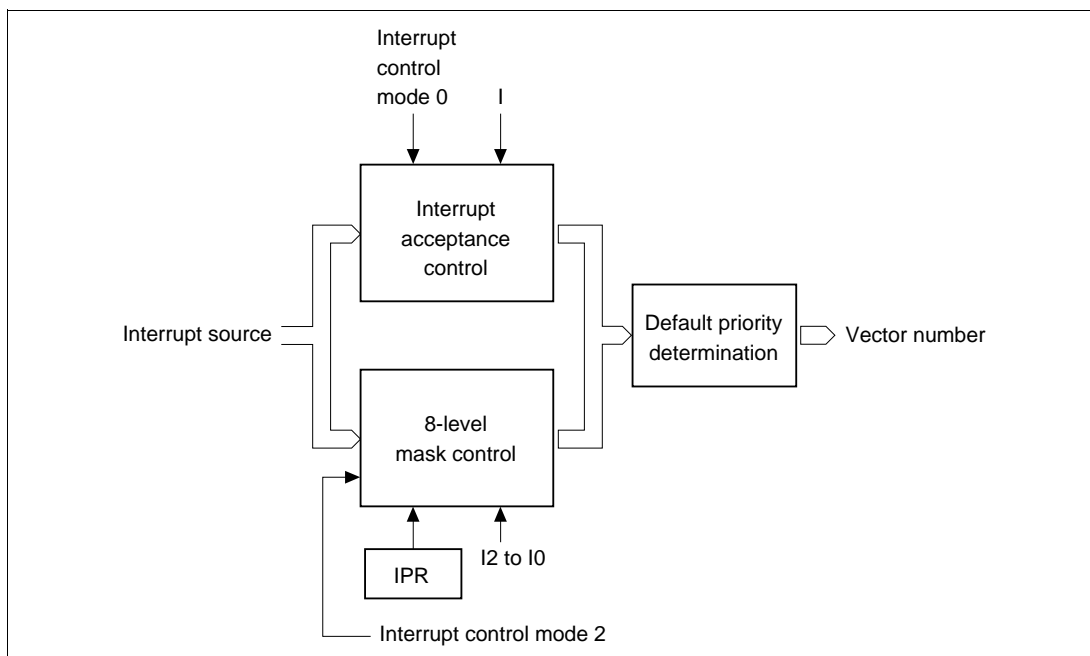 Interrupt
control
mode 0
I
Interrupt
acceptance
control
Interrupt source
Default priority
determination
Vector number
8-level
mask control
IPR
I2 to I0
Interrupt control mode 2